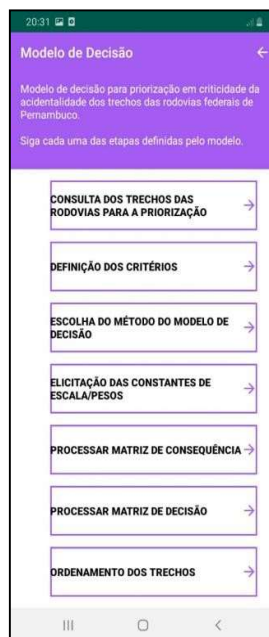 20:31
Modelo de Decisão
Modelo de decisão para priorização em criticidade da
acidentalidade dos trechos das rodovias federais de
Pernambuco.
Siga cada uma das etapas definidas pelo modelo.
CONSULTA DOS TRECHOS DAS
RODOVIAS PARA A PRIORIZAÇÃO
DEFINIÇÃO DOS CRITÉRIOS
ESCOLHA DO MÉTODO DO MODELO DE
DECISÃO
ELICITAÇÃO DAS CONSTANTES DE
ESCALA/PESOS
PROCESSAR MATRIZ DE CONSEQUÊNCIA
PROCESSAR MATRIZ DE DECISÃO
ORDENAMENTO DOS TRECHOS